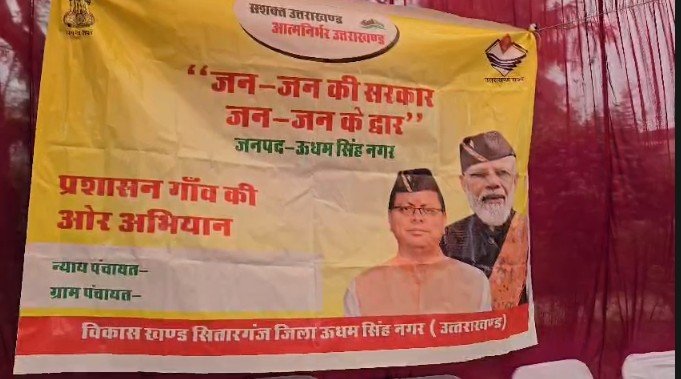 सशक्त उत्तराखण्ड
आत्मनिर्भर उत्तराखण्ड
“जन-जन की सरकार
जन-जन के द्वार”
जनपद-ऊधम सिंह नगर
प्रशासन गाँव की
ओर अभियान
न्याय पंचायत-
ग्राम पंचायत-
विकास खण्ड सितारगंज जिला ऊधम सिंह नगर ( उत्तराखण्ड)